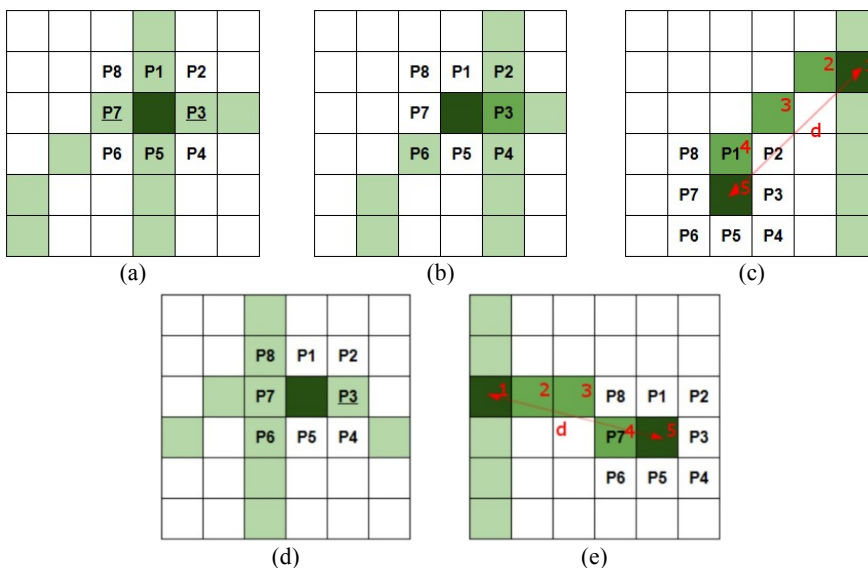 P8 P1 P2
P7 P3
P6 P5 P4
(a)
P8 P1 P2
P7 P3
P6 P5 P4
(b)
2
3
d
P8 P1 4 P2
P7 5 P3
P6 P5 P4
(c)
P8 P1 P2
P7 P3
P6 P5 P4
(d)
1 2 3 P8 P1 P2
d P7 4 5 P3
P6 P5 P4
(e)